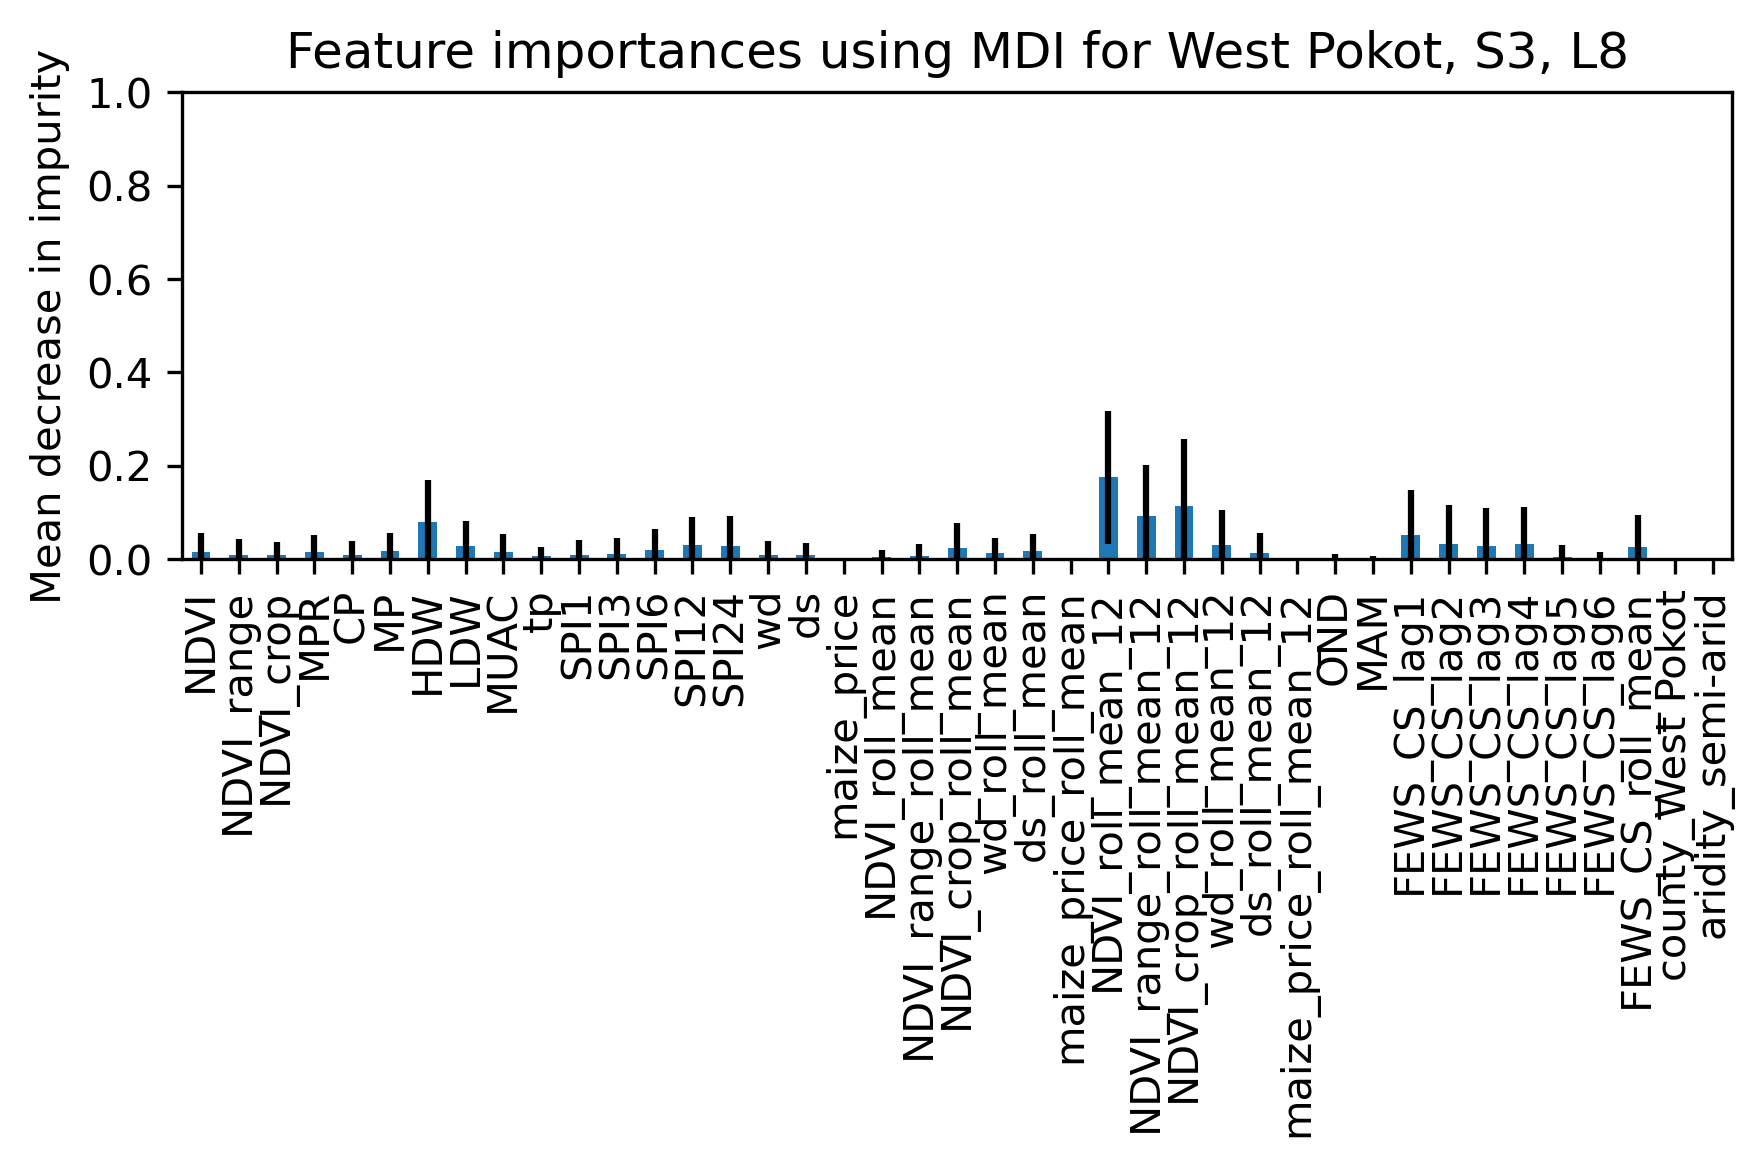 Feature importances using MDI for West Pokot, S3, L8
Mean decrease in impurity
1.0
0.8
0.6
0.4
0.2
0.0
NDVI
NDVI_range
NDVI_crop
MPR
CP
MP
HDW
LDW
MUAC
tp
SPI1
SPI3
SPI6
SPI12
SPI24
wd
ds
maize_price
NDVI_roll_mean
NDVI_range_roll_mean
NDVI_crop_roll_mean
wd_roll_mean
ds_roll_mean
maize_price_roll_mean
NDVI_roll_mean_12
NDVI_range_roll_mean_12
NDVI_crop_roll_mean_12
wd_roll_mean_12
ds_roll_mean_12
maize_price_roll_mean_12
OND
MAM
FEWS_CS_lag1
FEWS_CS_lag2
FEWS_CS_lag3
FEWS_CS_lag4
FEWS_CS_lag5
FEWS_CS_lag6
FEWS_CS_roll_mean
county_West Pokot
aridity_semi-arid